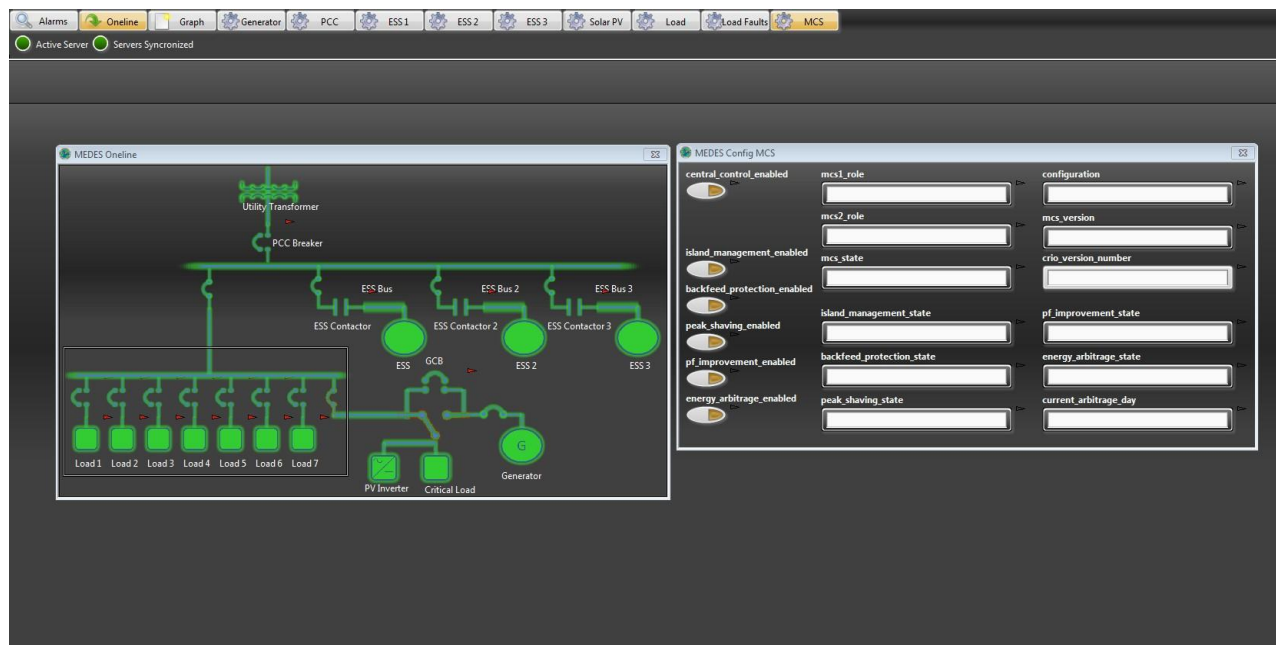 Alarms Oneline Graph Generator PCC ESS 1 ESS 2 ESS 3 Solar PV Load Load Faults MCS
Active Server Servers Syncronized
MEDES Oneline
Utility Transformer
PCC Breaker
ESS Bus ESS Bus 2 ESS Bus 3
ESS Contactor ESS Contactor 2 ESS Contactor 3
ESS ESS 2 ESS 3
GCB
G
Load 1 Load 2 Load 3 Load 4 Load 5 Load 6 Load 7
Generator
PV Inverter Critical Load
MEDES Config MCS
central_control_enabled mcs1_role configuration
mcs2_role mcs_version
island_management_enabled mcs_state crio_version_number
backfeed_protection_enabled
island_management_state pf_improvement_state
peak_shaving_enabled
pf_improvement_enabled backfeed_protection_state energy_arbitrage_state
energy_arbitrage_enabled peak_shaving_state current_arbitrage_day